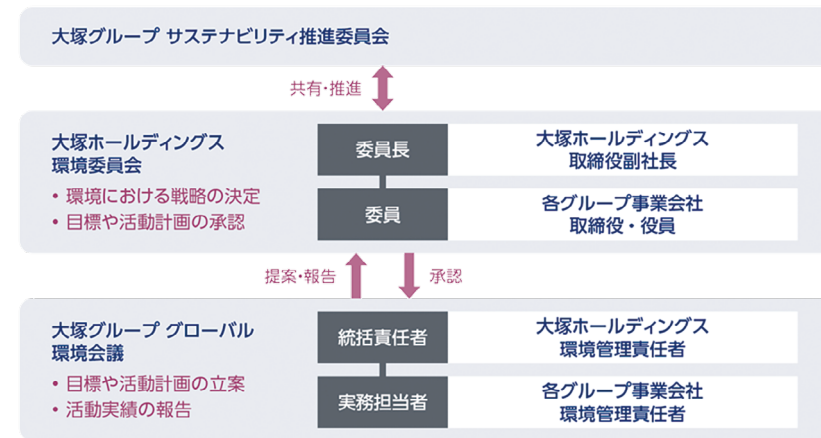 大塚グループ サステナビリティ推進委員会
共有・推進
大塚ホールディングス
環境委員会
• 環境における戦略の決定
• 目標や活動計画の承認
委員長
大塚ホールディングス
取締役副社長
委員
各グループ事業会社
取締役・役員
提案・報告
承認
大塚グループ グローバル
環境会議
• 目標や活動計画の立案
• 活動実績の報告
統括責任者
大塚ホールディングス
環境管理責任者
実務担当者
各グループ事業会社
環境管理責任者